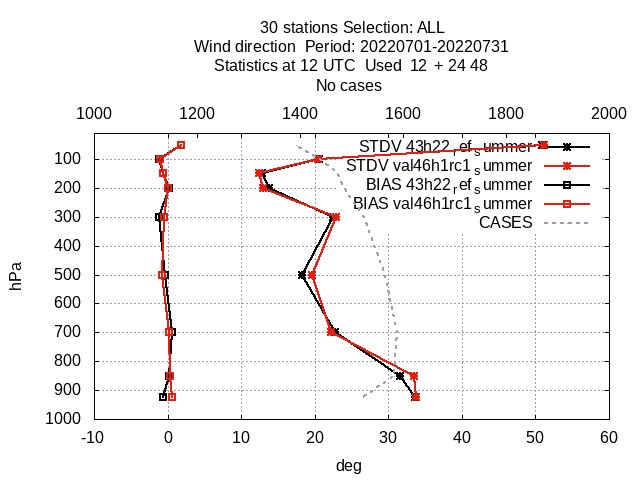 30 stations Selection: ALL
Wind direction  Period: 20220701-20220731
Statistics at 12 UTC  Used  12  + 24 48
No cases
1000 1200 1400 1600 1800 2000
STDV 43h22_ref_summer
STDV val46h1rc1_summer
BIAS 43h22_ref_summer
BIAS val46h1rc1_summer
CASES
100
200
300
400
500
600
700
800
900
1000
hPa
-10 0 10 20 30 40 50 60
deg